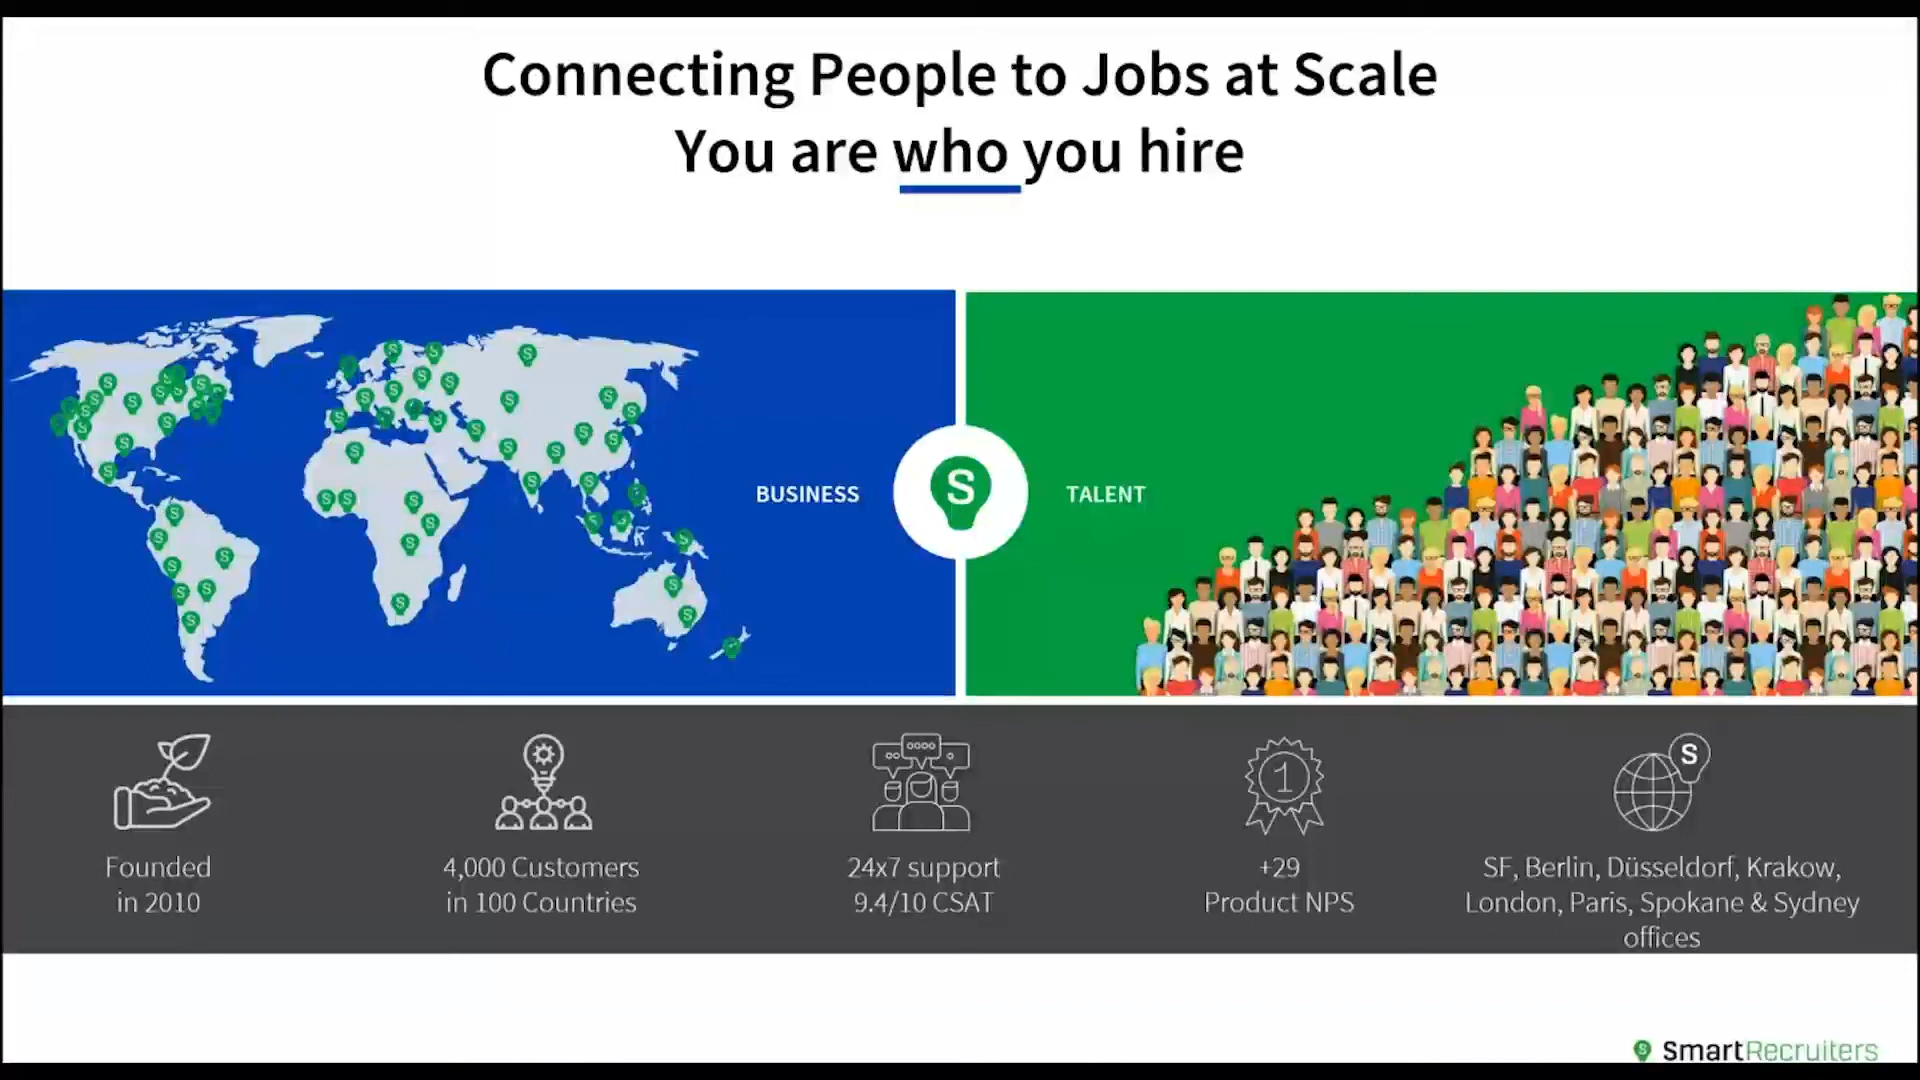 Connecting People to Jobs at Scale
You are who you hire
BUSINESS
S
TALENT
1
S
Founded
in 2010
4,000 Customers
in 100 Countries
24x7 support
9.4/10 CSAT
+29
Product NPS
SF, Berlin, Düsseldorf, Krakow,
London, Paris, Spokane & Sydney
offices
S SmartRecruiters